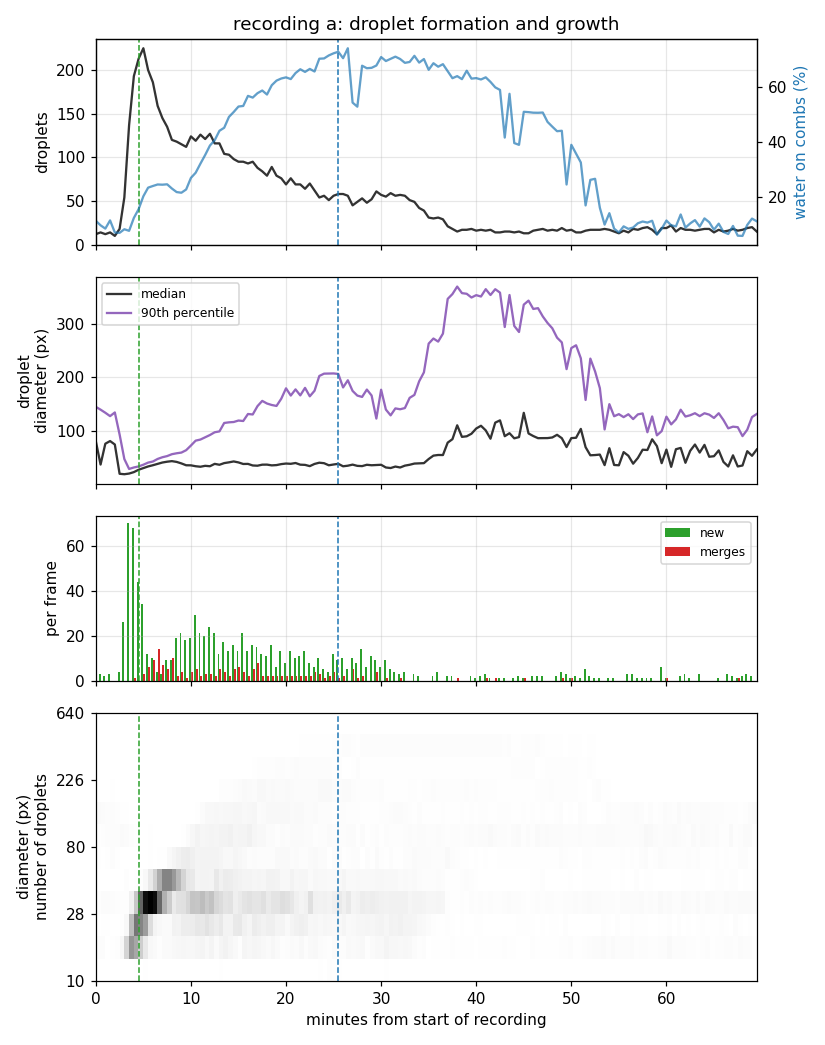 recording a: droplet formation and growth
droplets
200
150
100
50
0
water on combs (%)
60
40
20
droplet
diameter (px)
300
200
100
median
90th percentile
per frame
60
40
20
0
new
merges
diameter (px)
number of droplets
640
226
80
28
10
0 10 20 30 40 50 60
minutes from start of recording